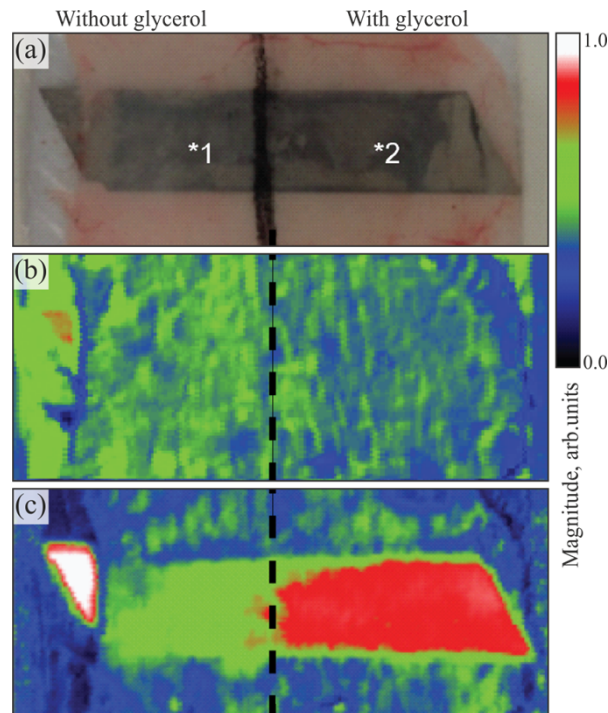 Without glycerol With glycerol
(a)
1.0
*1 *2
(b)
0.0
Magnitude, arb.units
(c)